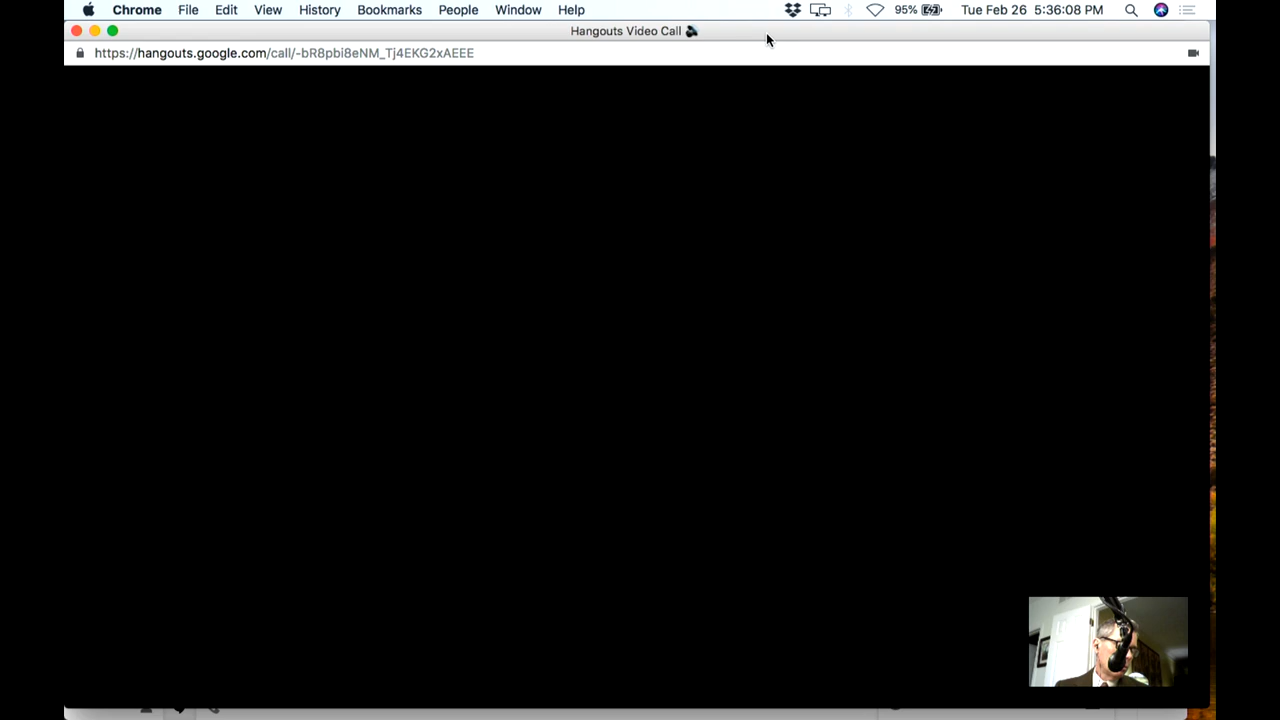 Chrome File Edit View History Bookmarks People Window Help 95% Tue Feb 26 5:36:08 PM
Hangouts Video Call
https://hangouts.google.com/call/-bR8pbi8eNM_Tj4EKG2xAEEE